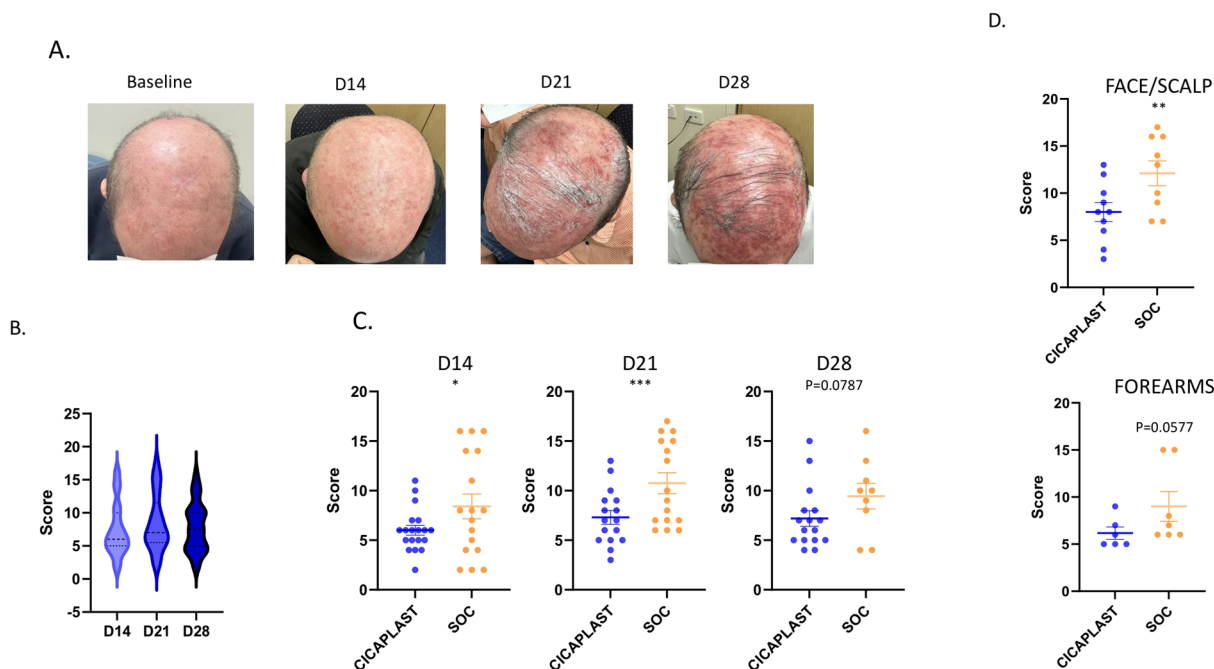 A.
Baseline
D14
D21
D28
B.
Score
25
20
15
10
5
0
-5
D14
D21
D28
C.
D14
*
Score
20
15
10
5
0
CICAPLAST
SOC
D21
***
Score
20
15
10
5
0
CICAPLAST
SOC
D28
P=0.0787
Score
20
15
10
5
0
CICAPLAST
SOC
D.
FACE/SCALP
**
Score
20
15
10
5
0
CICAPLAST
SOC
FOREARMS
P=0.0577
Score
20
15
10
5
0
CICAPLAST
SOC